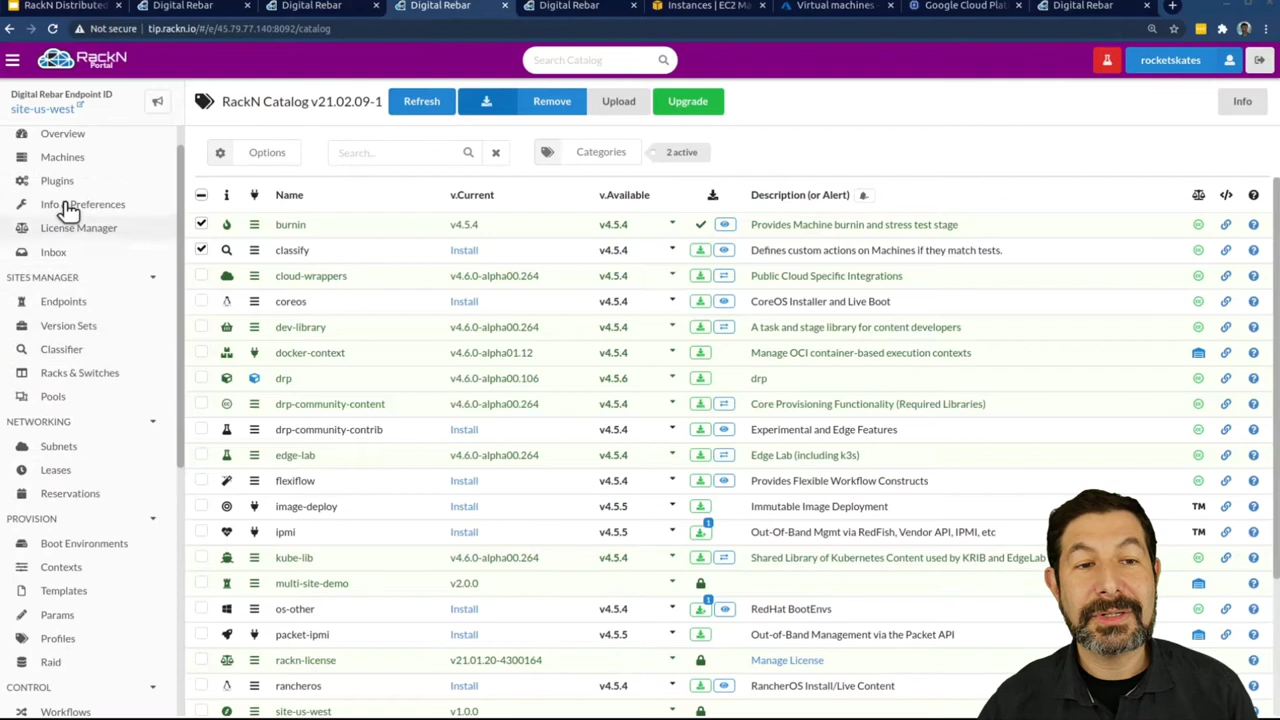 RackN Distributed
Digital Rebar
Digital Rebar
Digital Rebar
Digital Rebar
Instances | EC2 Ma
Virtual machines -
Google Cloud Plat
Digital Rebar
Not secure | tip.rackn.io/#/e/45.79.77.140:8092/catalog
RackN Portal
Search Catalog
rocketskates
Digital Rebar Endpoint ID
site-us-west
RackN Catalog v21.02.09-1
Refresh
Remove
Upload
Upgrade
Info
Overview
Machines
Plugins
Info Preferences
License Manager
Inbox
SITES MANAGER
Endpoints
Version Sets
Classifier
Racks & Switches
Pools
NETWORKING
Subnets
Leases
Reservations
PROVISION
Boot Environments
Contexts
Templates
Params
Profiles
Raid
CONTROL
Workflows
Options
Search...
Categories
2 active
Name v.Current v.Available Description (or Alert)
burnin v4.5.4 v4.5.4 Provides Machine burnin and stress test stage
classify Install v4.5.4 Defines custom actions on Machines if they match tests.
cloud-wrappers v4.6.0-alpha00.264 v4.5.4 Public Cloud Specific Integrations
coreos Install v4.5.4 CoreOS Installer and Live Boot
dev-library v4.6.0-alpha00.264 v4.5.4 A task and stage library for content developers
docker-context v4.6.0-alpha01.12 v4.5.4 Manage OCI container-based execution contexts
drp v4.6.0-alpha00.106 v4.5.6 drp
drp-community-content v4.6.0-alpha00.264 v4.5.4 Core Provisioning Functionality (Required Libraries)
drp-community-contrib Install v4.5.4 Experimental and Edge Features
edge-lab v4.6.0-alpha00.264 v4.5.4 Edge Lab (including k3s)
flexiflow Install v4.5.4 Provides Flexible Workflow Constructs
image-deploy Install v4.5.5 Immutable Image Deployment TM
ipmi Install v4.5.5 1 Out-Of-Band Mgmt via RedFish, Vendor API, IPMI, etc TM
kube-lib v4.6.0-alpha00.264 v4.5.4 Shared Library of Kubernetes Content used by KRIB and EdgeLab
multi-site-demo v2.0.0
os-other Install v4.5.4 1 RedHat BootEnvs
packet-ipmi Install v4.5.5 Out-of-Band Management via the Packet API
rackn-license v21.01.20-4300164 Manage License
rancheros Install v4.5.4 RancherOS Install/Live Content
site-us-west v1.0.0